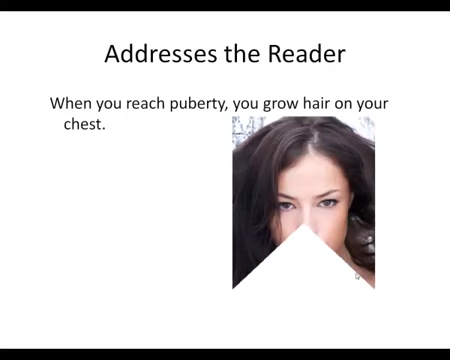 Addresses the Reader
When you reach puberty, you grow hair on your
chest.